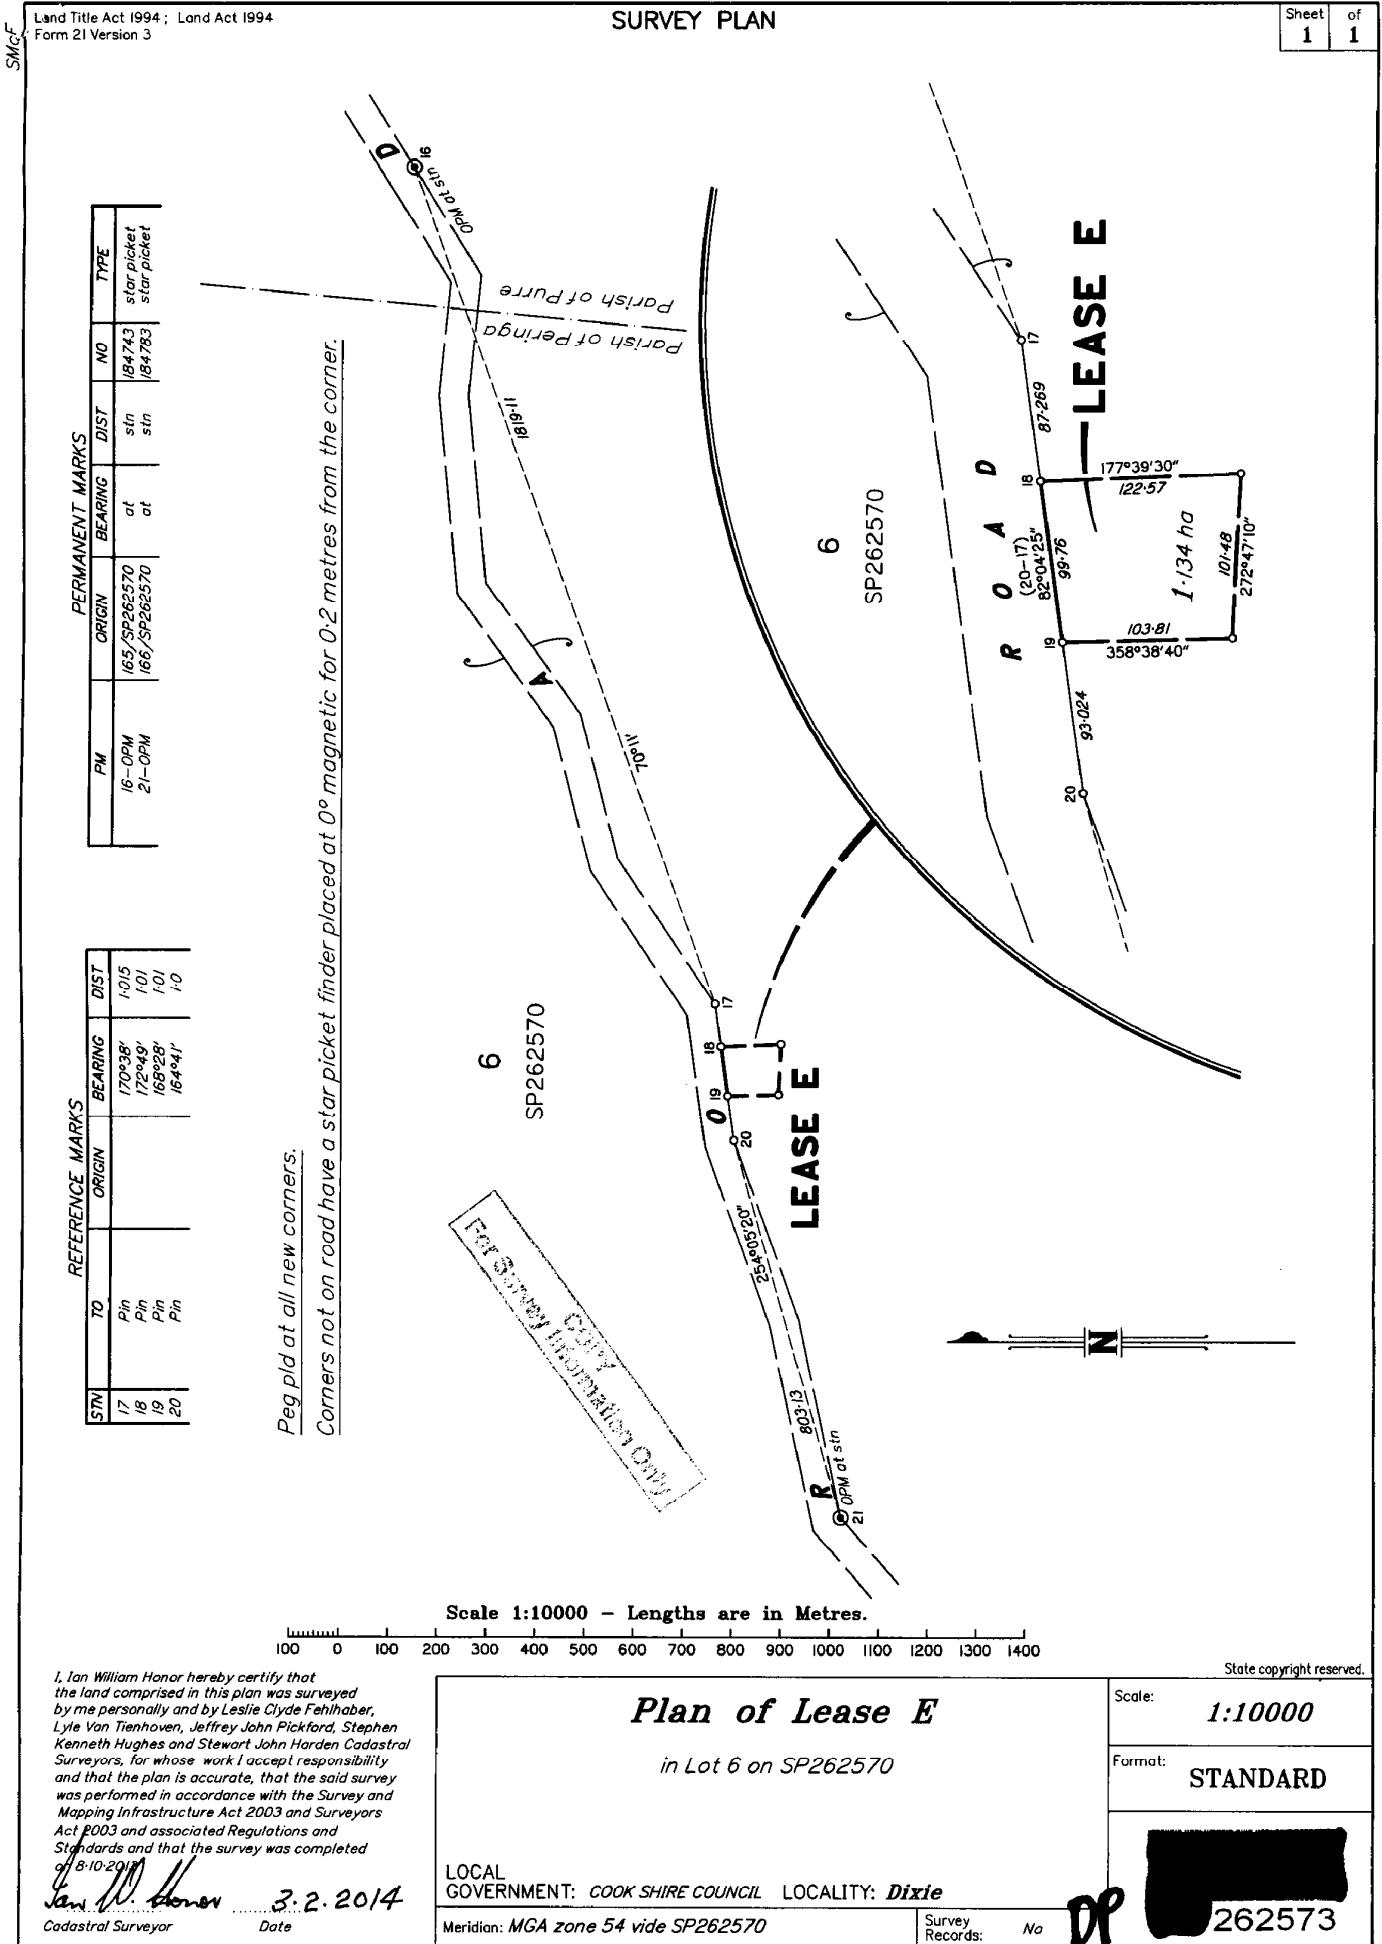 SMcF
Land Title Act 1994 ; Land Act 1994
Form 21 Version 3
SURVEY PLAN
Sheet of
1 1
PERMANENT MARKS
PM ORIGIN BEARING DIST NO TYPE
16-OPM 165/SP262570 at stn 184743 star picket
21-OPM 166/SP262570 at stn 184783 star picket
REFERENCE MARKS
STN TO ORIGIN BEARING DIST
17 Pin 170°38' 1·015
18 Pin 172°49' 1·01
19 Pin 168°28' 1·01
20 Pin 164°41' 1·0
Peg pld at all new corners.
Corners not on road have a star picket finder placed at 0° magnetic for 0·2 metres from the corner.
D
16
OPM at stn
Parish of Purre
Parish of Peringa
1819·11
70°11'
A
6
SP262570
17
18
19
O
20
LEASE E
254°05'20"
803·13
R
OPM at stn
21
COPY
For Survey Information Only
6
SP262570
LEASE E
17
87·269
18
R O A D
(20-17)
82°04'25"
99·76
177°39'30"
122·57
1·134 ha
101·48
272°47'10"
19
103·81
358°38'40"
93·024
20
N
Scale 1:10000 – Lengths are in Metres.
100 0 100 200 300 400 500 600 700 800 900 1000 1100 1200 1300 1400
State copyright reserved.
I, Ian William Honor hereby certify that
the land comprised in this plan was surveyed
by me personally and by Leslie Clyde Fehlhaber,
Lyle Van Tienhoven, Jeffrey John Pickford, Stephen
Kenneth Hughes and Stewart John Harden Cadastral
Surveyors, for whose work I accept responsibility
and that the plan is accurate, that the said survey
was performed in accordance with the Survey and
Mapping Infrastructure Act 2003 and Surveyors
Act 2003 and associated Regulations and
Standards and that the survey was completed
on 8·10·2013
Ian W. Honor 3.2.2014
Cadastral Surveyor Date
Plan of Lease E
in Lot 6 on SP262570
LOCAL
GOVERNMENT: COOK SHIRE COUNCIL LOCALITY: Dixie
Meridian: MGA zone 54 vide SP262570
Survey
Records: No
Scale:
1:10000
Format:
STANDARD
DP
262573